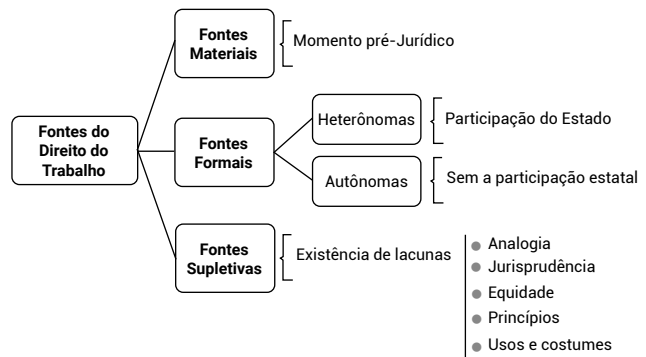 Fontes do
Direito do
Trabalho
Fontes
Materiais
Momento pré-Jurídico
Fontes
Formais
Heterônomas
Participação do Estado
Autônomas
Sem a participação estatal
Fontes
Supletivas
Existência de lacunas
Analogia
Jurisprudência
Equidade
Princípios
Usos e costumes